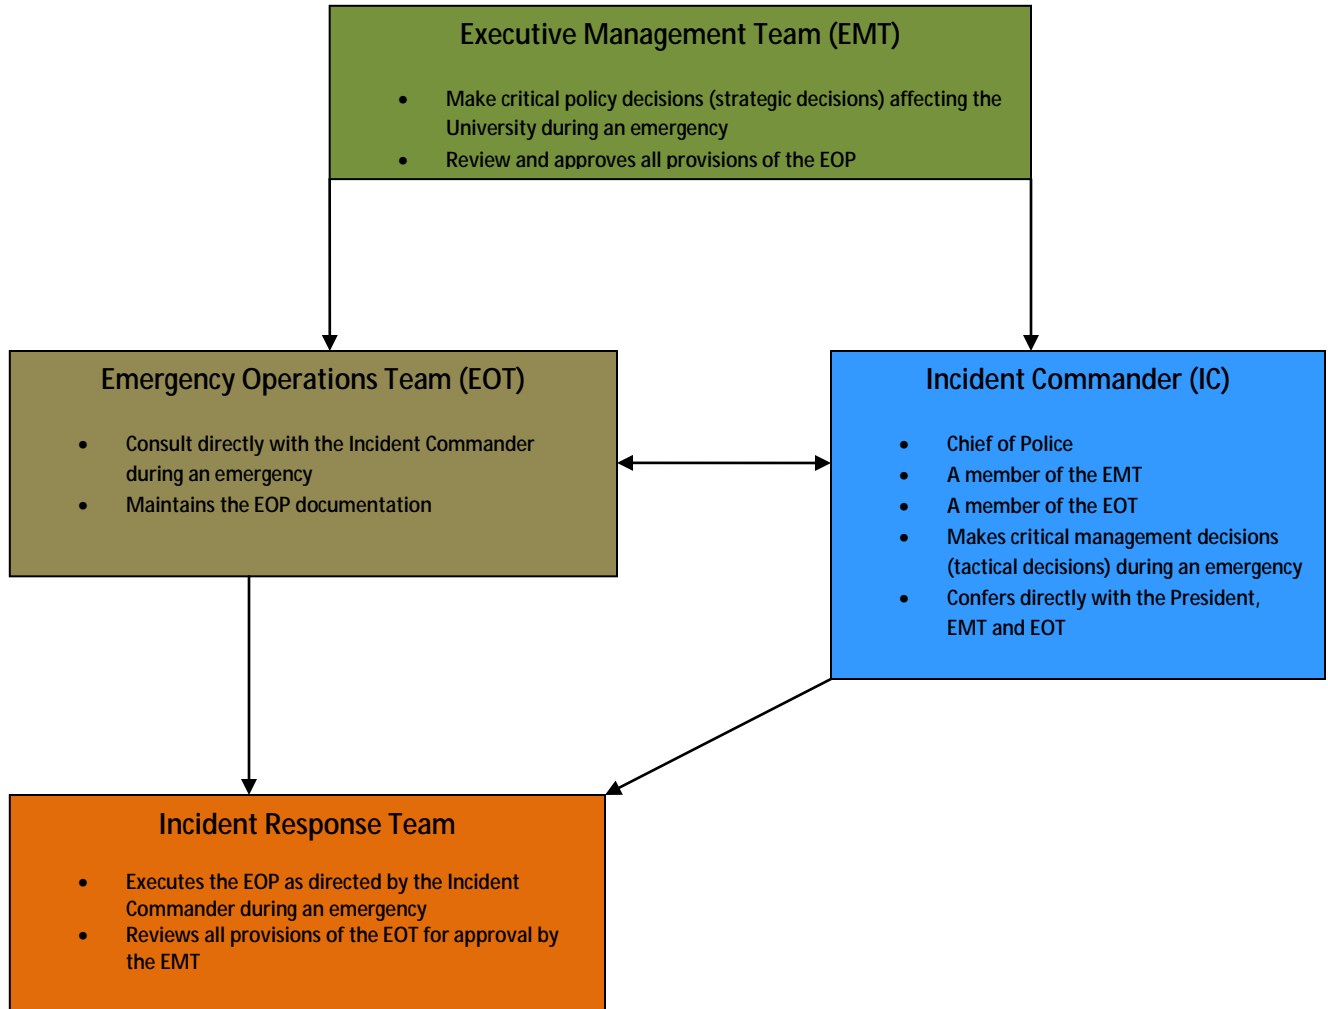 Executive Management Team (EMT)
• Make critical policy decisions (strategic decisions) affecting the
University during an emergency
• Review and approves all provisions of the EOP
Emergency Operations Team (EOT)
• Consult directly with the Incident Commander
during an emergency
• Maintains the EOP documentation
Incident Commander (IC)
• Chief of Police
• A member of the EMT
• A member of the EOT
• Makes critical management decisions
(tactical decisions) during an emergency
• Confers directly with the President,
EMT and EOT
Incident Response Team
• Executes the EOP as directed by the Incident
Commander during an emergency
• Reviews all provisions of the EOT for approval by
the EMT